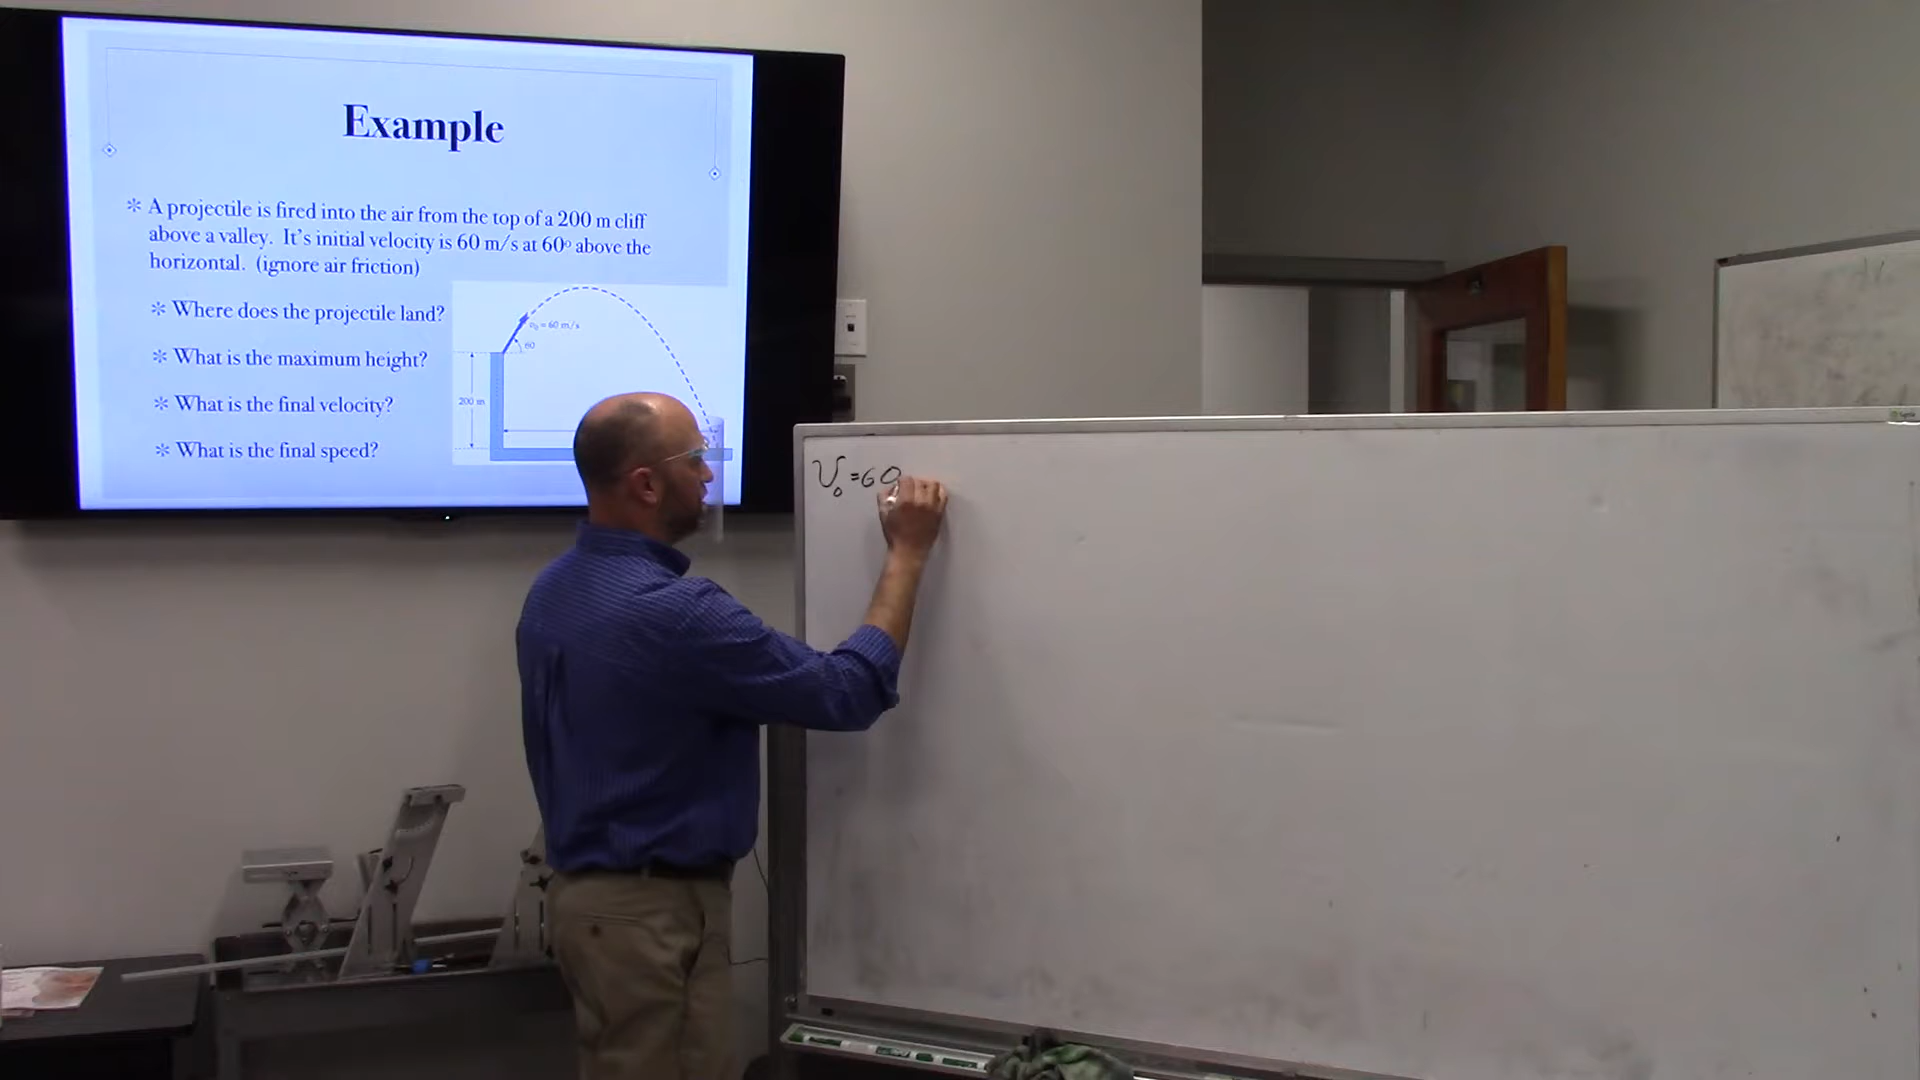 Example
✻ A projectile is fired into the air from the top of a 200 m cliff
above a valley. It's initial velocity is 60 m/s at 60º above the
horizontal. (ignore air friction)
✻ Where does the projectile land?
✻ What is the maximum height?
✻ What is the final velocity?
✻ What is the final speed?
v₀ = 60 m/s
60
200 m
V₀ = 60